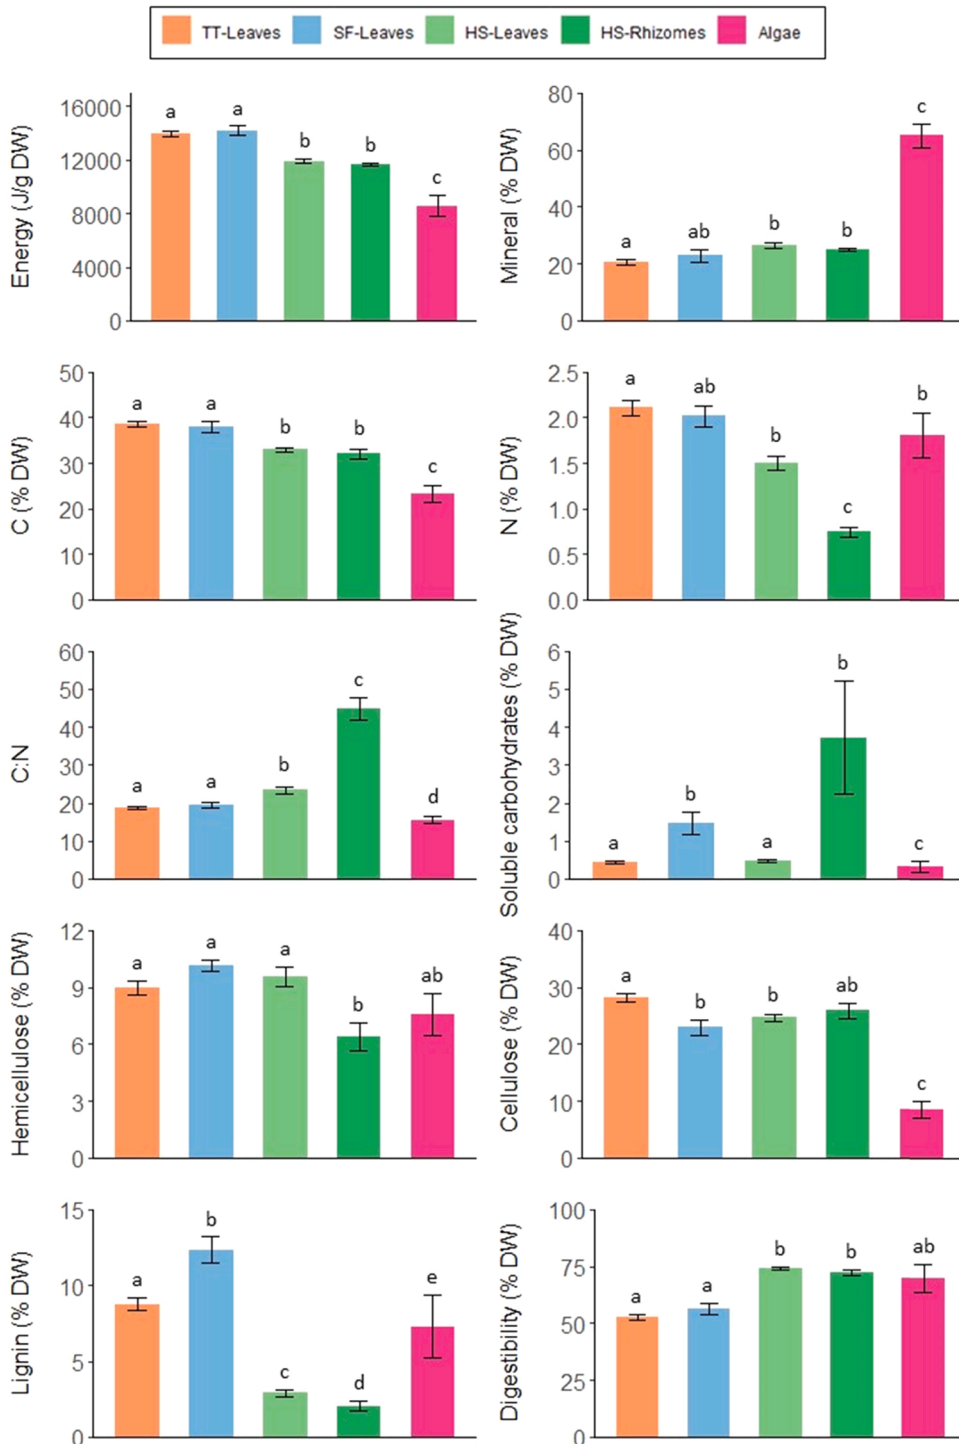 TT-Leaves SF-Leaves HS-Leaves HS-Rhizomes Algae
Energy (J/g DW)
16000
12000
8000
4000
0
a a b b c
Mineral (% DW)
80
60
40
20
0
a ab b b c
C (% DW)
50
40
30
20
10
0
a a b b c
N (% DW)
2.5
2.0
1.5
1.0
0.5
0.0
a ab b c b
C:N
60
50
40
30
20
10
0
a a b c d
Soluble carbohydrates (% DW)
6
5
4
3
2
1
0
a b a b c
Hemicellulose (% DW)
12
9
6
3
0
a a a b ab
Cellulose (% DW)
40
30
20
10
0
a b b ab c
Lignin (% DW)
15
10
5
0
a b c d e
Digestibility (% DW)
100
75
50
25
0
a a b b ab